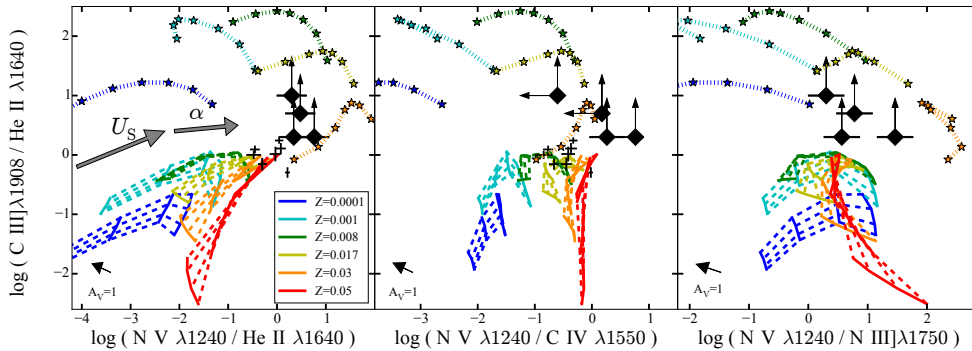 log ( C III]λ1908 / He II λ1640 )
2
1
0
−1
−2
U_S
α
A_V=1
Z=0.0001
Z=0.001
Z=0.008
Z=0.017
Z=0.03
Z=0.05
−4 −3 −2 −1 0 1
log ( N V λ1240 / He II λ1640 )
A_V=1
−3 −2 −1 0 1
log ( N V λ1240 / C IV λ1550 )
A_V=1
−2 −1 0 1 2
log ( N V λ1240 / N III]λ1750 )